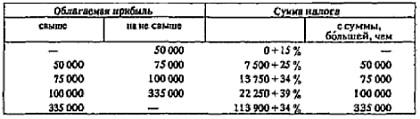 Облагаемая прибыль Сумма налога
свыше на не свыше с суммы, большей, чем
— 50 000 0+15 %
50 000 75 000 7 500+25 % 50 000
75 000 100 000 13 750+34 % 75 000
100 000 335 000 22 250+39 % 100 000
335 000 — 113 900+34 % 335 000